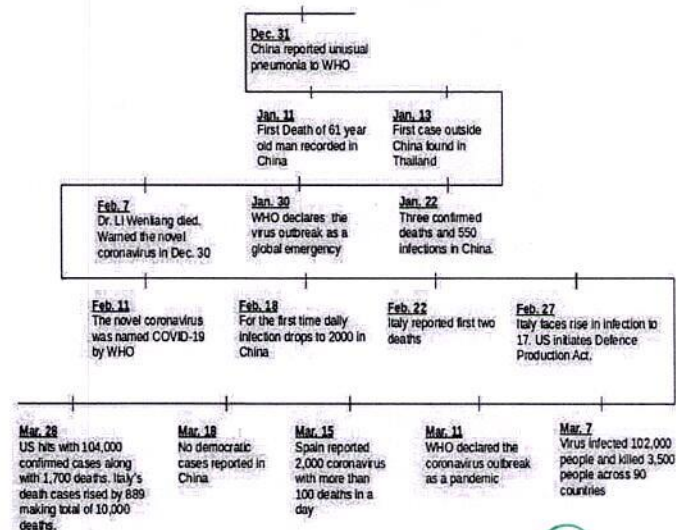 Dec. 31
China reported unusual
pneumonia to WHO
Jan. 11
First Death of 61 year
old man recorded in
China
Jan. 13
First case outside
China found in
Thailand
Feb. 7
Dr. Li Wenliang died.
Warned the novel
coronavirus in Dec. 30
Jan. 30
WHO declares the
virus outbreak as a
global emergency
Jan. 22
Three confirmed
deaths and 550
infections in China
Feb. 11
The novel coronavirus
was named COVID-19
by WHO
Feb. 18
For the first time daily
infection drops to 2000 in
China
Feb. 22
Italy reported first two
deaths
Feb. 27
Italy faces rise in infection to
17. US initiates Defence
Production Act.
Mar. 28
US hits with 104,000
confirmed cases along
with 1,700 deaths. Italy's
death cases rised by 889
making total of 10,000
deaths.
Mar. 18
No democratic
cases reported in
China
Mar. 15
Spain reported
2,000 coronavirus
with more than
100 deaths in a
day
Mar. 11
WHO declared the
coronavirus outbreak
as a pandemic
Mar. 7
Virus infected 102,000
people and killed 3,500
people across 90
countries